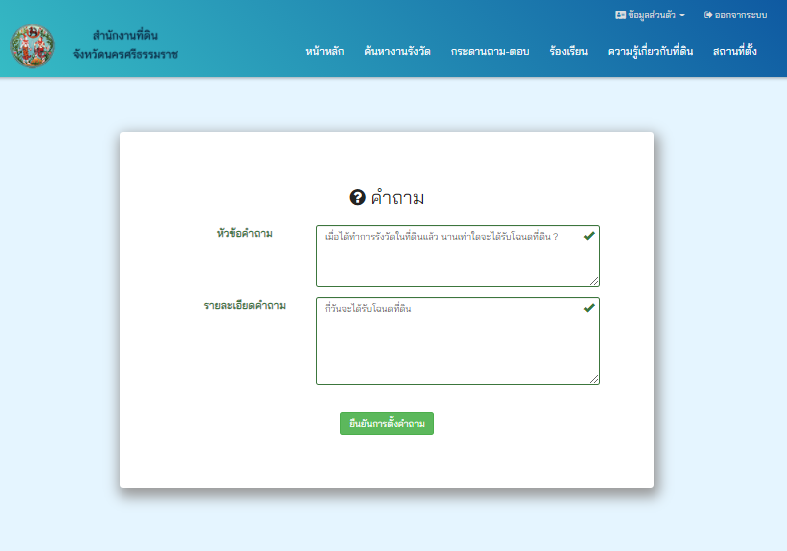 ข้อมูลส่วนตัว ออกจากระบบ
สำนักงานที่ดิน
จังหวัดนครศรีธรรมราช
หน้าหลัก ค้นหางานรังวัด กระดานถาม-ตอบ ร้องเรียน ความรู้เกี่ยวกับที่ดิน สถานที่ตั้ง
คำถาม
หัวข้อคำถาม
เมื่อได้ทำการรังวัดในที่ดินแล้ว นานเท่าใดจะได้รับโฉนดที่ดิน ?
รายละเอียดคำถาม
กี่วันจะได้รับโฉนดที่ดิน
ยืนยันการตั้งคำถาม